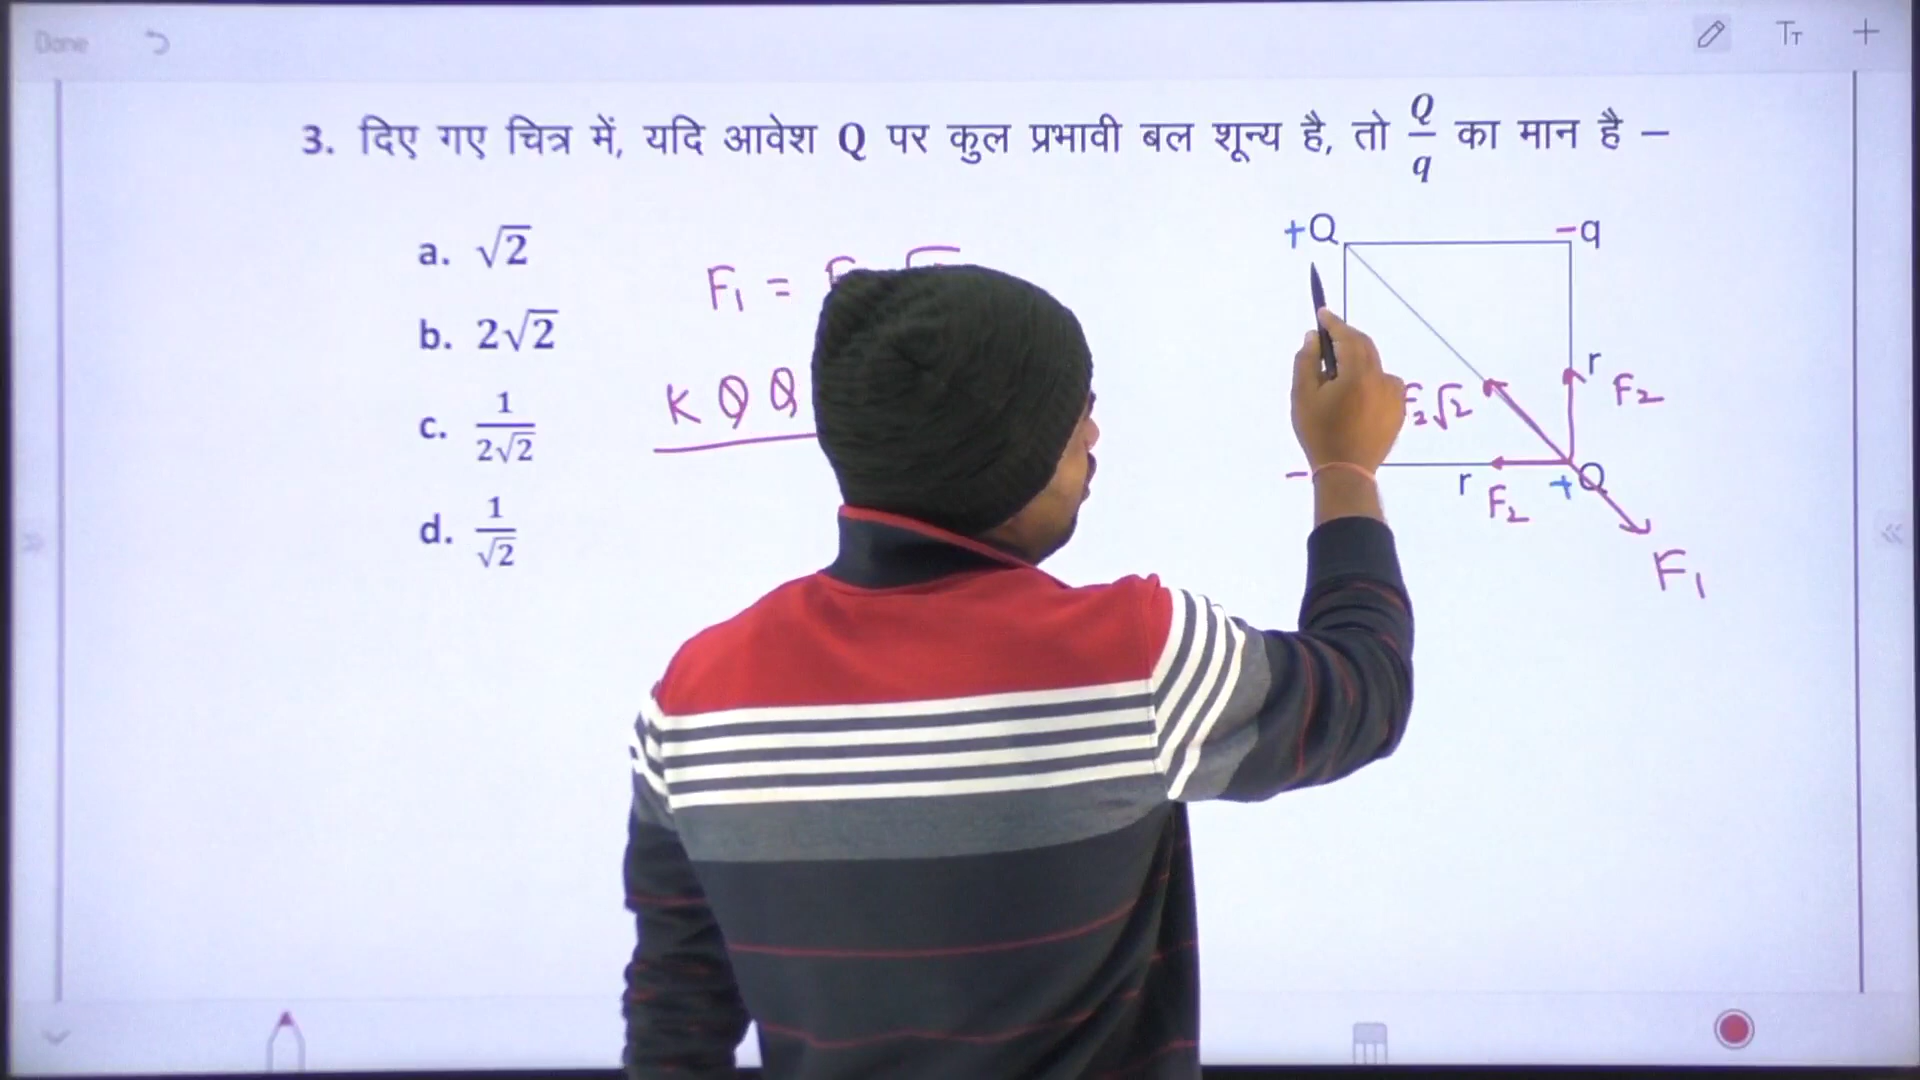 Done
3. दिए गए चित्र में, यदि आवेश Q पर कुल प्रभावी बल शून्य है, तो Q/q का मान है –
a. √2
b. 2√2
c. 1/2√2
d. 1/√2
F₁ =
K Q Q
+Q
-q
r
F₂
F₂√2
-
r
F₂
+Q
F₁